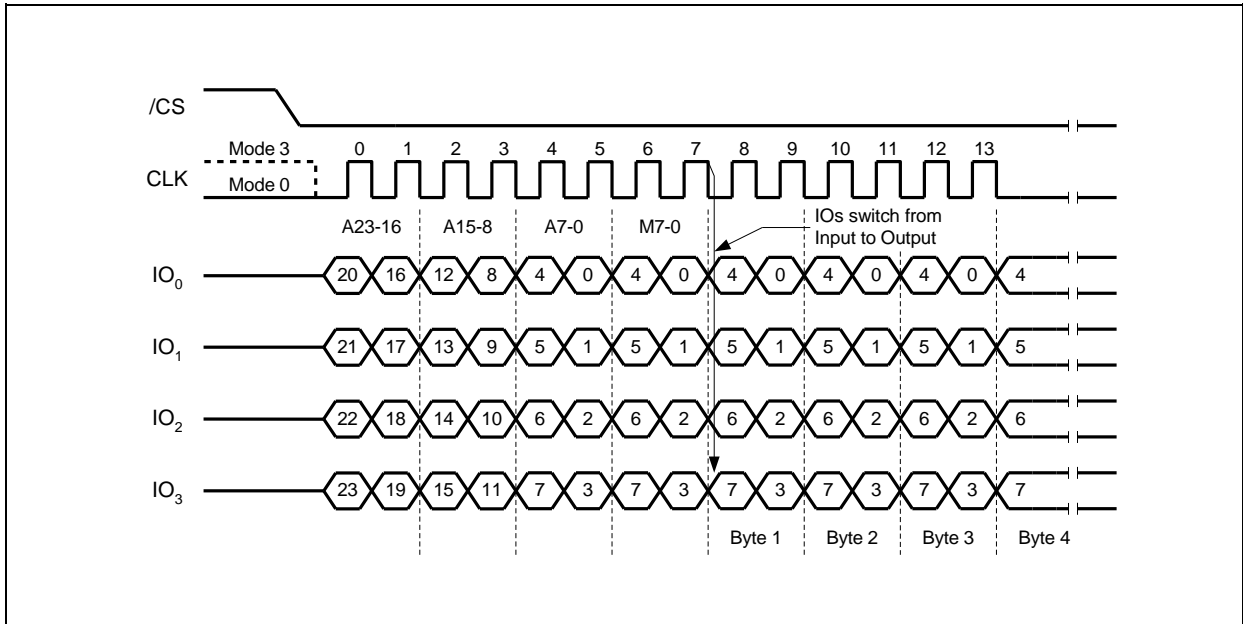 /CS
Mode 3 0 1 2 3 4 5 6 7 8 9 10 11 12 13
CLK
Mode 0
IOs switch from
Input to Output
A23-16 A15-8 A7-0 M7-0
IO0 20 16 12 8 4 0 4 0 4 0 4 0 4 0 4
IO1 21 17 13 9 5 1 5 1 5 1 5 1 5 1 5
IO2 22 18 14 10 6 2 6 2 6 2 6 2 6 2 6
IO3 23 19 15 11 7 3 7 3 7 3 7 3 7 3 7
Byte 1 Byte 2 Byte 3 Byte 4